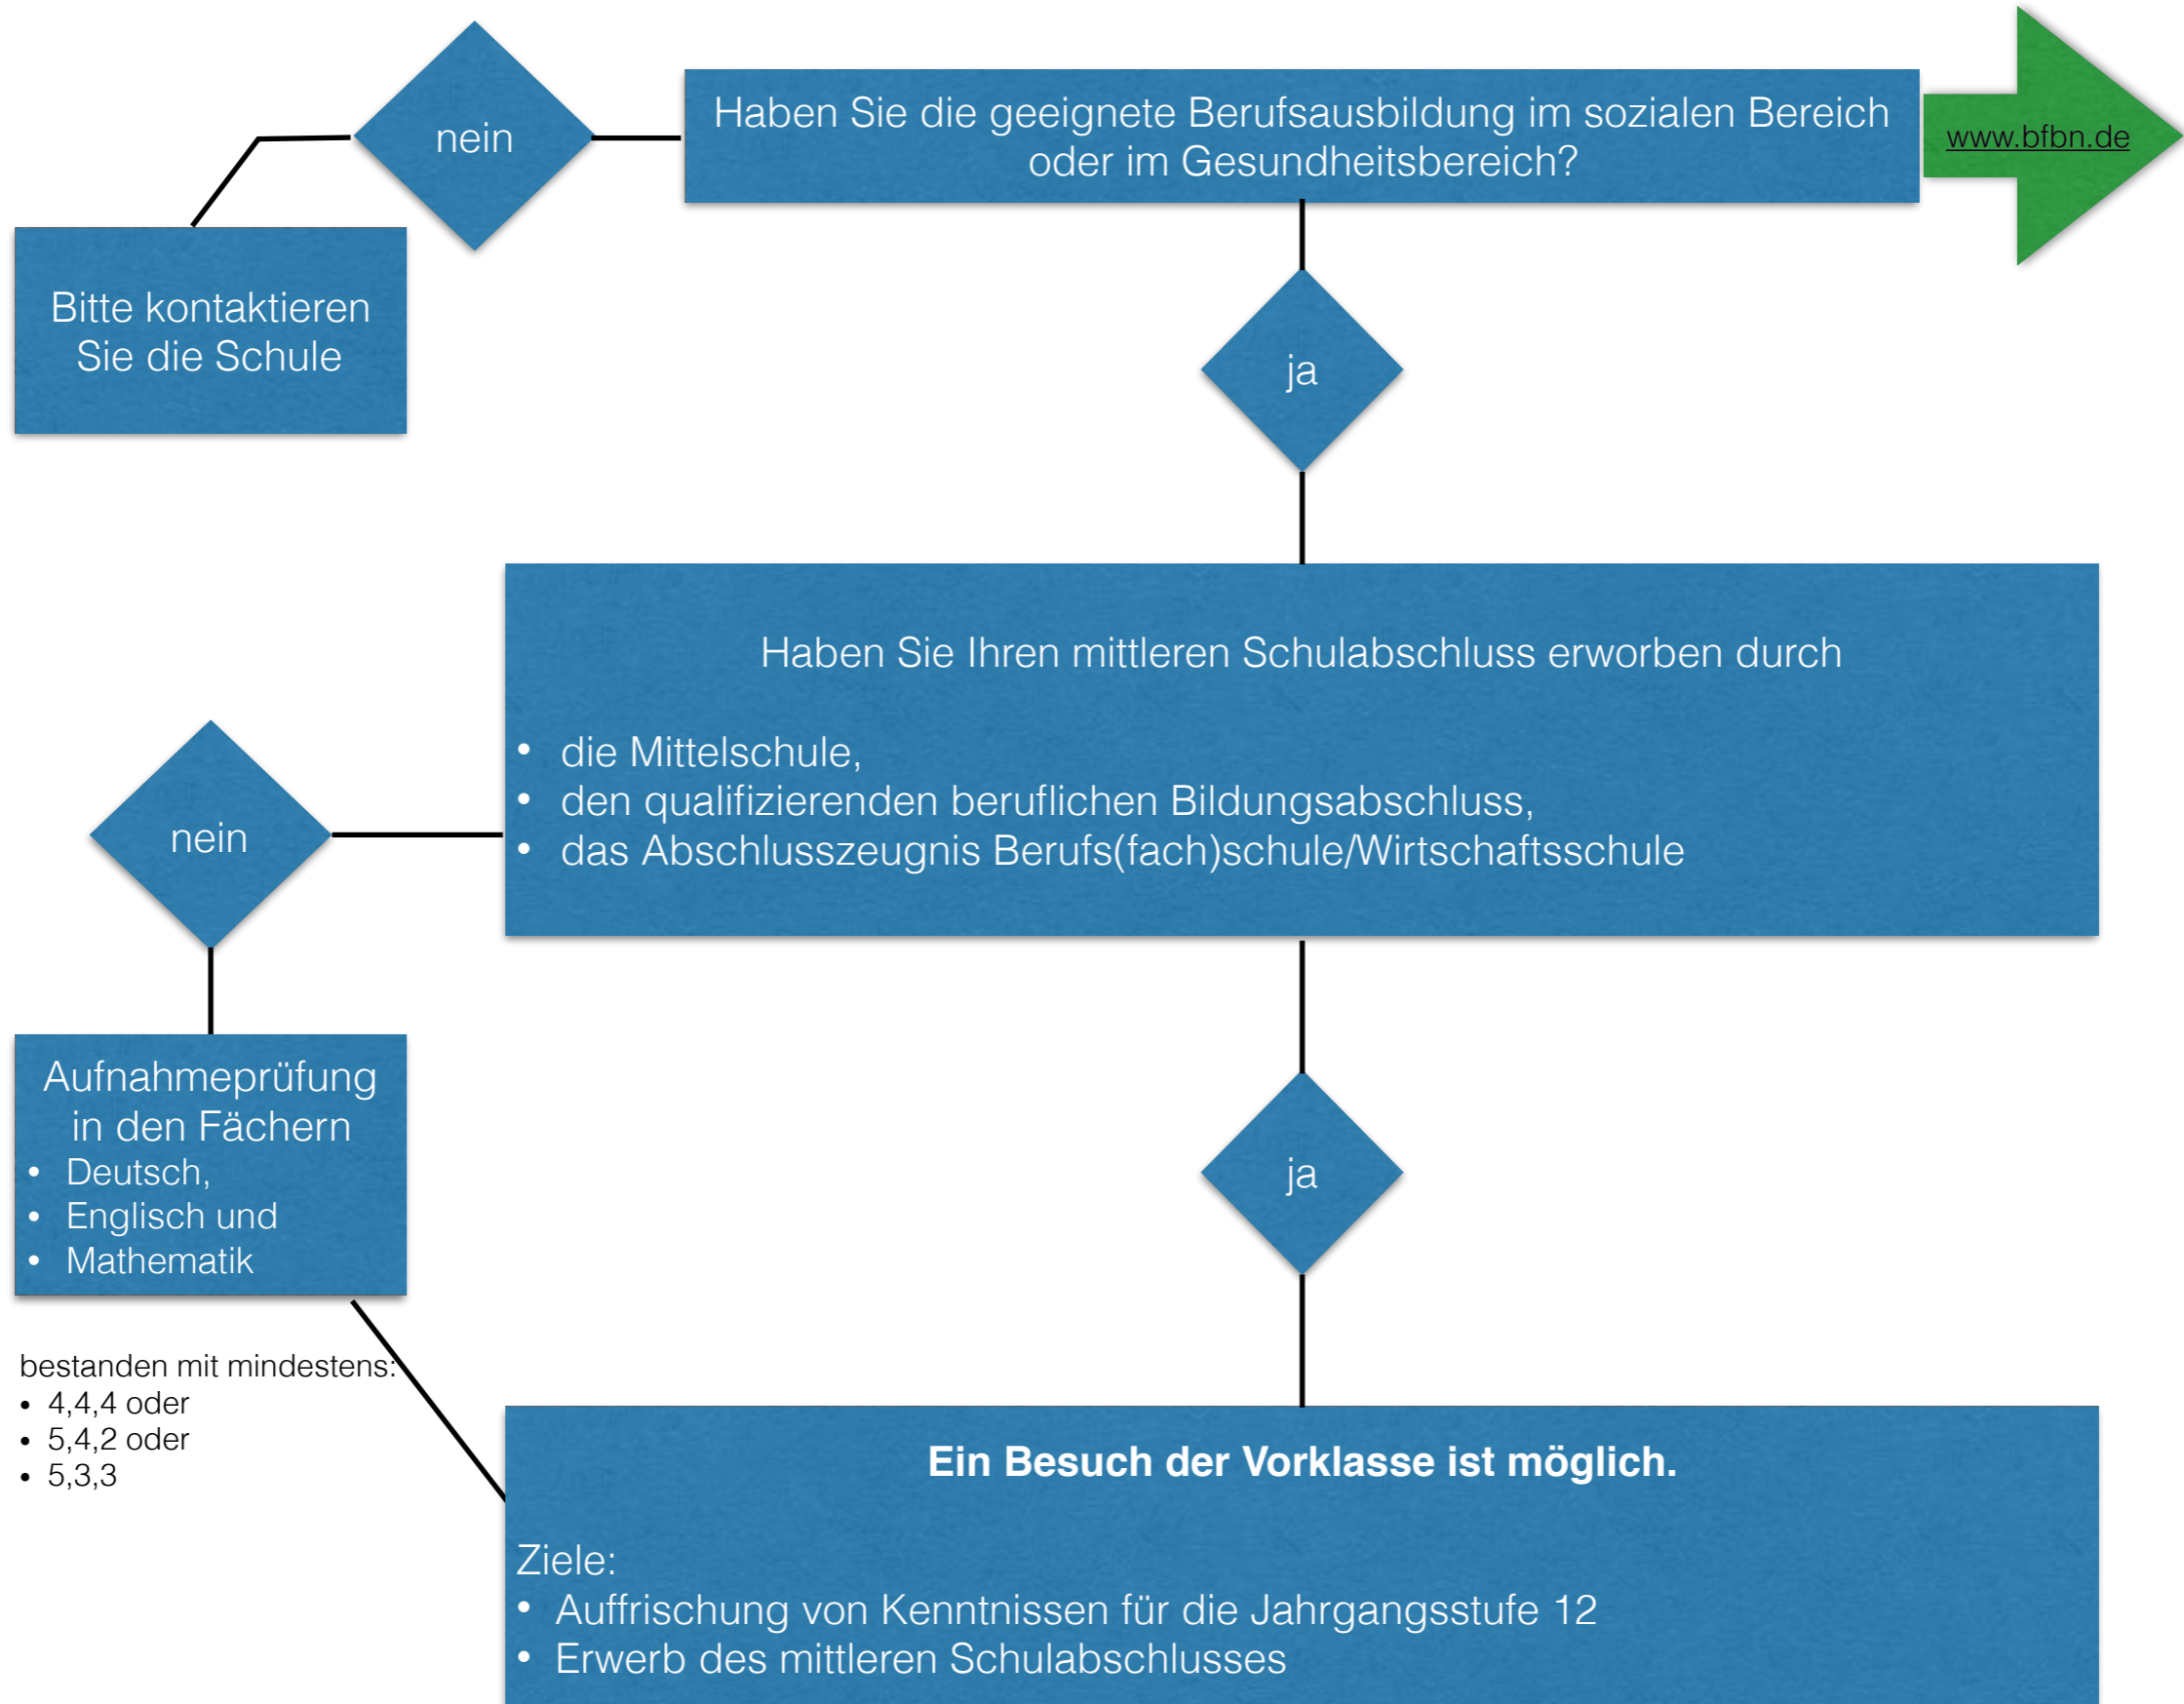 nein
Haben Sie die geeignete Berufsausbildung im sozialen Bereich
oder im Gesundheitsbereich?
www.bfbn.de
Bitte kontaktieren
Sie die Schule
ja
Haben Sie Ihren mittleren Schulabschluss erworben durch
• die Mittelschule,
• den qualifizierenden beruflichen Bildungsabschluss,
• das Abschlusszeugnis Berufs(fach)schule/Wirtschaftsschule
nein
Aufnahmeprüfung
in den Fächern
• Deutsch,
• Englisch und
• Mathematik
ja
bestanden mit mindestens:
• 4,4,4 oder
• 5,4,2 oder
• 5,3,3
Ein Besuch der Vorklasse ist möglich.
Ziele:
• Auffrischung von Kenntnissen für die Jahrgangsstufe 12
• Erwerb des mittleren Schulabschlusses